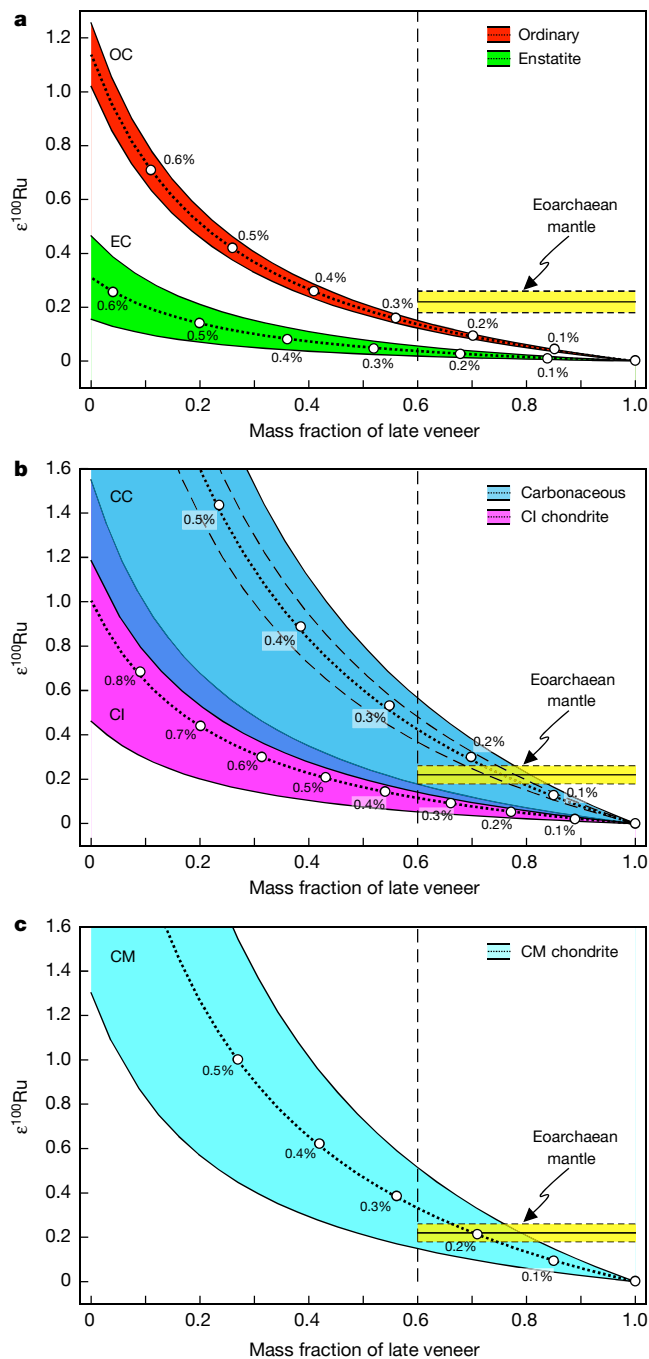 a
1.2
1.0
0.8
0.6
0.4
0.2
0
ε¹⁰⁰Ru
OC
EC
Ordinary
Enstatite
0.6%
0.5%
0.4%
0.3%
0.2%
0.1%
0.6%
0.5%
0.4%
0.3%
0.2%
0.1%
Eoarchaean
mantle
0 0.2 0.4 0.6 0.8 1.0
Mass fraction of late veneer
b
1.6
1.4
1.2
1.0
0.8
0.6
0.4
0.2
0
ε¹⁰⁰Ru
CC
CI
Carbonaceous
CI chondrite
0.5%
0.4%
0.3%
0.2%
0.1%
0.8%
0.7%
0.6%
0.5%
0.4%
0.3%
0.2%
0.1%
Eoarchaean
mantle
0 0.2 0.4 0.6 0.8 1.0
Mass fraction of late veneer
c
1.6
1.4
1.2
1.0
0.8
0.6
0.4
0.2
0
ε¹⁰⁰Ru
CM
CM chondrite
0.5%
0.4%
0.3%
0.2%
0.1%
Eoarchaean
mantle
0 0.2 0.4 0.6 0.8 1.0
Mass fraction of late veneer